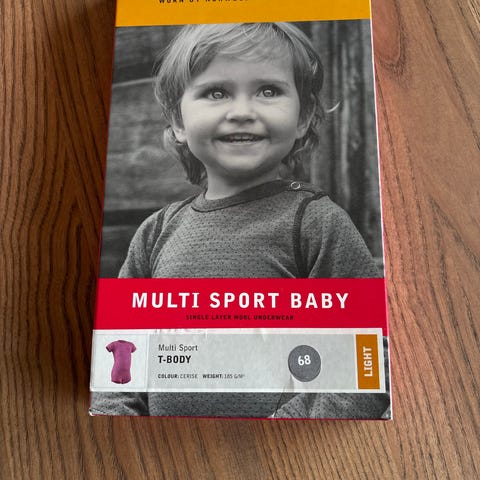 WORN BY
MULTI SPORT BABY
SINGLE LAYER WOOL UNDERWEAR
Multi Sport
T-BODY
68
COLOUR: CERISE WEIGHT: 185 G/M²
LIGHT